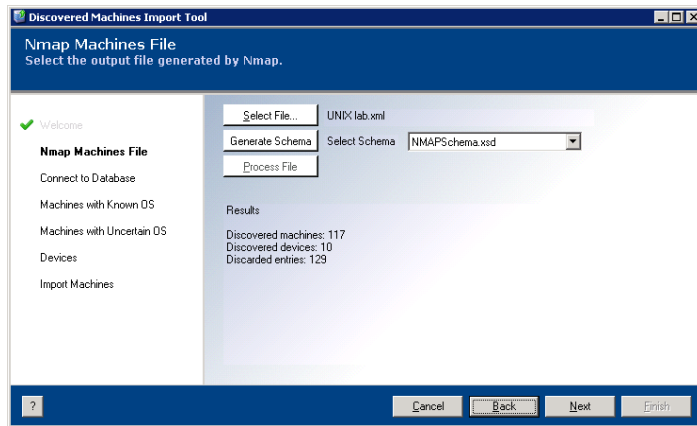 Discovered Machines Import Tool
Nmap Machines File
Select the output file generated by Nmap.
Welcome
Nmap Machines File
Connect to Database
Machines with Known OS
Machines with Uncertain OS
Devices
Import Machines
Select File... UNIX lab.xml
Generate Schema Select Schema NMAPSchema.xsd
Process File
Results
Discovered machines: 117
Discovered devices: 10
Discarded entries: 129
? Cancel Back Next Finish